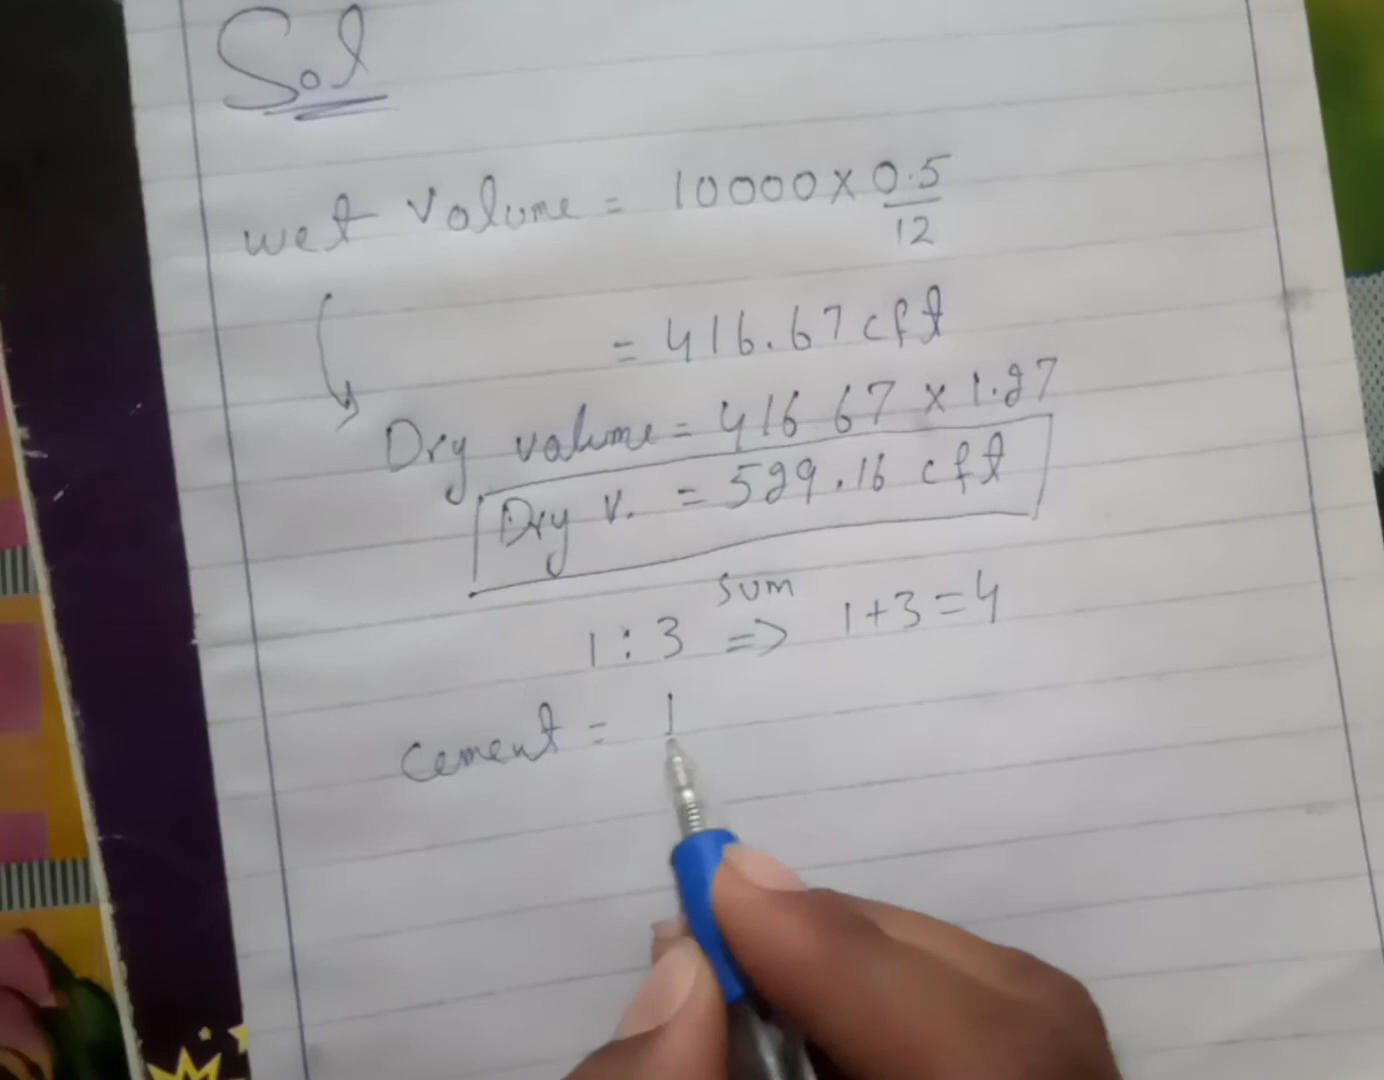 Sol
wet Volume = 10000 x 0.5/12
= 416.67 cft
Dry volume = 416 67 x 1.27
Dry V. = 529.16 cft
1 : 3 sum => 1+3=4
cement = 1